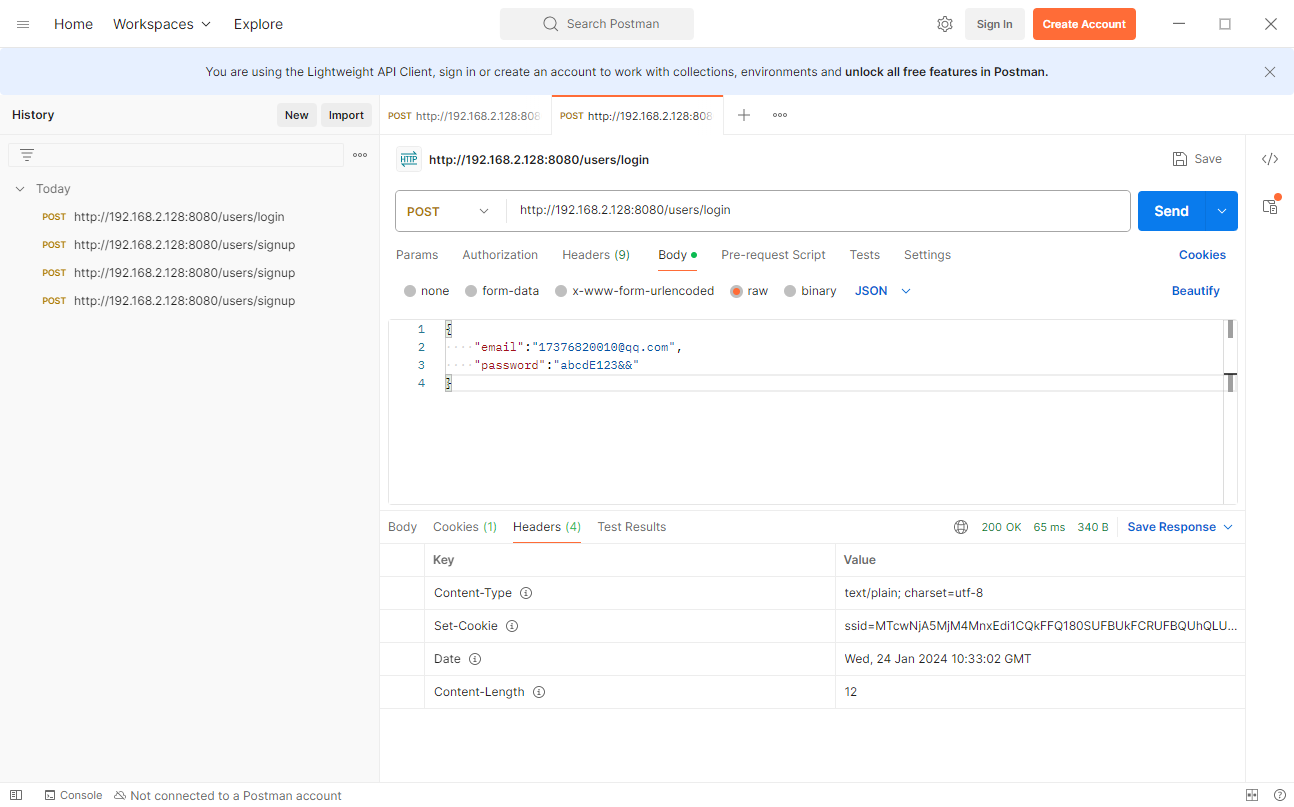 Home Workspaces Explore Search Postman Sign In Create Account
You are using the Lightweight API Client, sign in or create an account to work with collections, environments and unlock all free features in Postman.
History New Import
Today
POST http://192.168.2.128:8080/users/login
POST http://192.168.2.128:8080/users/signup
POST http://192.168.2.128:8080/users/signup
POST http://192.168.2.128:8080/users/signup
POST http://192.168.2.128:808 POST http://192.168.2.128:808
HTTP http://192.168.2.128:8080/users/login Save
POST http://192.168.2.128:8080/users/login Send
Params Authorization Headers (9) Body Pre-request Script Tests Settings Cookies
none form-data x-www-form-urlencoded raw binary JSON Beautify
1 {
2 "email":"17376820010@qq.com",
3 "password":"abcdE123&&"
4 }
Body Cookies (1) Headers (4) Test Results 200 OK 65 ms 340 B Save Response
Key Value
Content-Type text/plain; charset=utf-8
Set-Cookie ssid=MTcwNjA5MjM4MnxEdi1CQkFFQ180SUFBUkFCRUFBQUhQLU...
Date Wed, 24 Jan 2024 10:33:02 GMT
Content-Length 12
Console Not connected to a Postman account